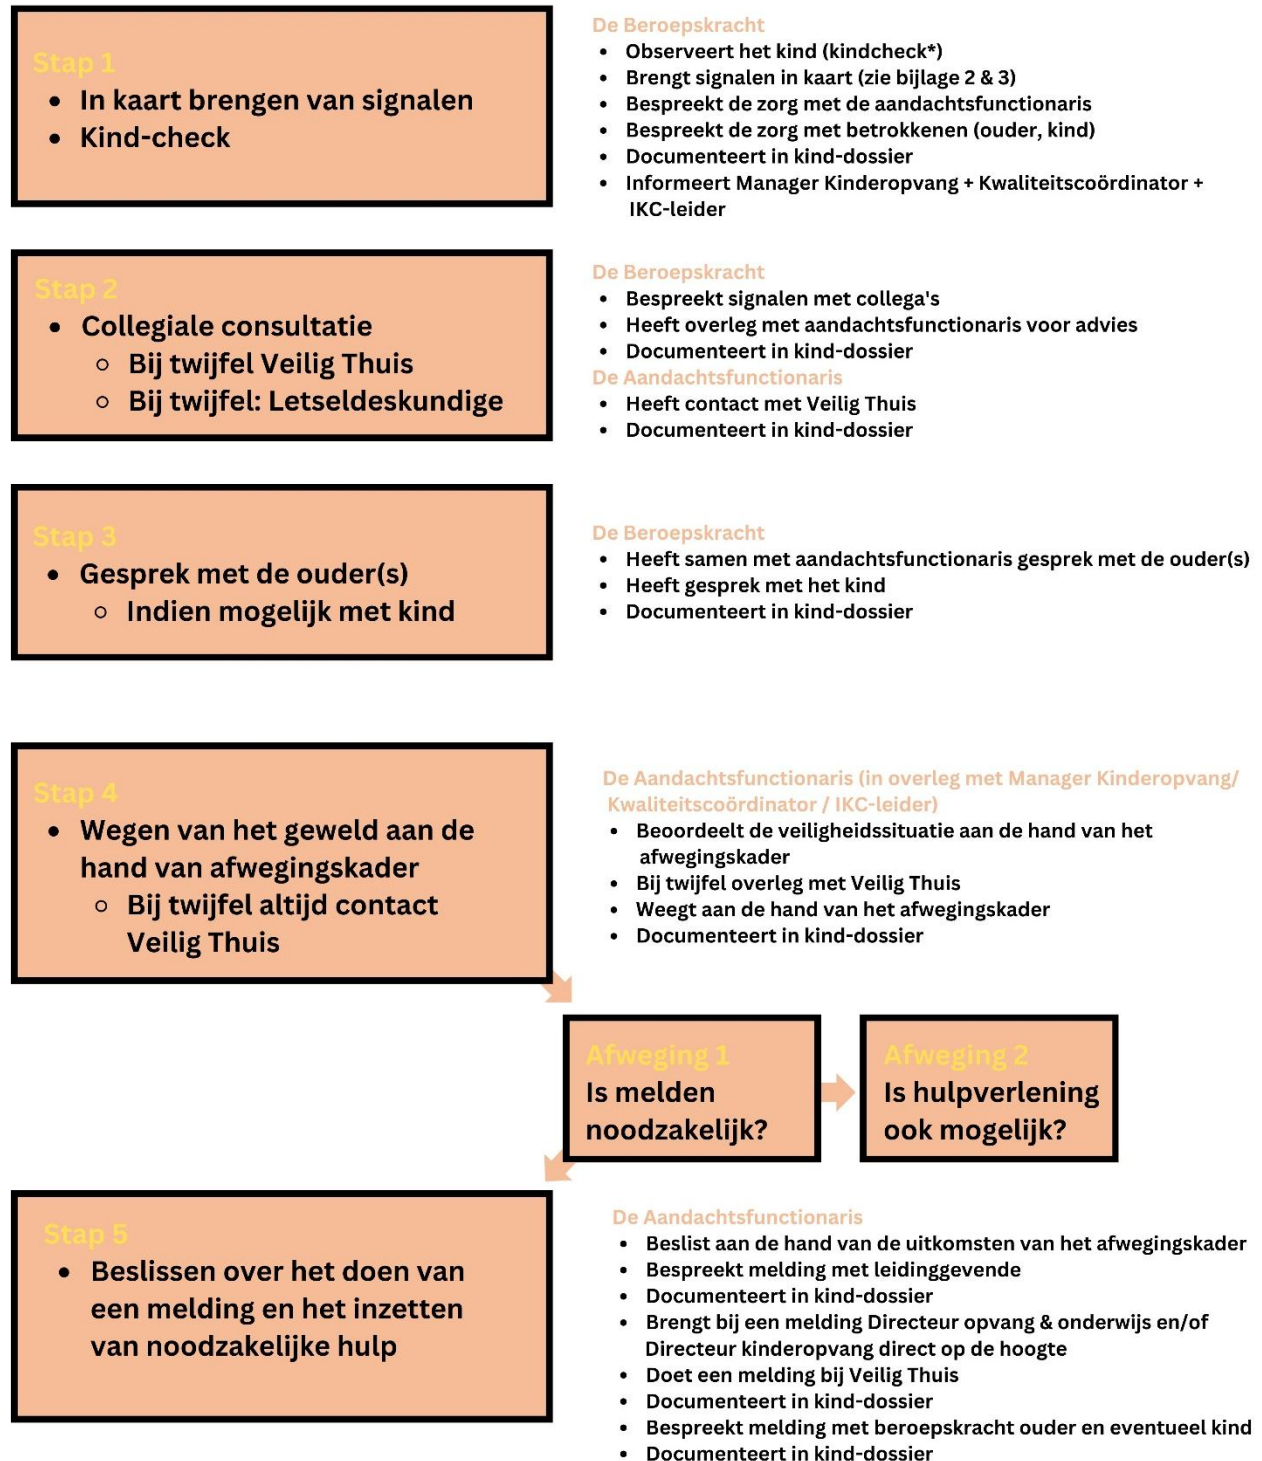 Stap 1
• In kaart brengen van signalen
• Kind-check
De Beroepskracht
• Observeert het kind (kindcheck*)
• Brengt signalen in kaart (zie bijlage 2 & 3)
• Bespreekt de zorg met de aandachtsfunctionaris
• Bespreekt de zorg met betrokkenen (ouder, kind)
• Documenteert in kind-dossier
• Informeert Manager Kinderopvang + Kwaliteitscoördinator +
IKC-leider
Stap 2
• Collegiale consultatie
○ Bij twijfel Veilig Thuis
○ Bij twijfel: Letseldeskundige
De Beroepskracht
• Bespreekt signalen met collega's
• Heeft overleg met aandachtsfunctionaris voor advies
• Documenteert in kind-dossier
De Aandachtsfunctionaris
• Heeft contact met Veilig Thuis
• Documenteert in kind-dossier
Stap 3
• Gesprek met de ouder(s)
○ Indien mogelijk met kind
De Beroepskracht
• Heeft samen met aandachtsfunctionaris gesprek met de ouder(s)
• Heeft gesprek met het kind
• Documenteert in kind-dossier
Stap 4
• Wegen van het geweld aan de
hand van afwegingskader
○ Bij twijfel altijd contact
Veilig Thuis
De Aandachtsfunctionaris (in overleg met Manager Kinderopvang/
Kwaliteitscoördinator / IKC-leider)
• Beoordeelt de veiligheidssituatie aan de hand van het
afwegingskader
• Bij twijfel overleg met Veilig Thuis
• Weegt aan de hand van het afwegingskader
• Documenteert in kind-dossier
Afweging 1
Is melden
noodzakelijk?
Afweging 2
Is hulpverlening
ook mogelijk?
Stap 5
• Beslissen over het doen van
een melding en het inzetten
van noodzakelijke hulp
De Aandachtsfunctionaris
• Beslist aan de hand van de uitkomsten van het afwegingskader
• Bespreekt melding met leidinggevende
• Documenteert in kind-dossier
• Brengt bij een melding Directeur opvang & onderwijs en/of
Directeur kinderopvang direct op de hoogte
• Doet een melding bij Veilig Thuis
• Documenteert in kind-dossier
• Bespreekt melding met beroepskracht ouder en eventueel kind
• Documenteert in kind-dossier